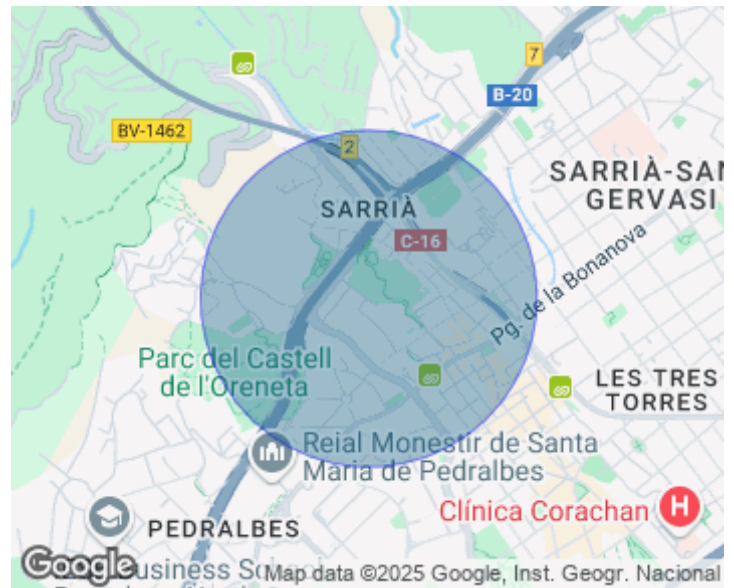 7
B-20
BV-1462
2
SARRIÀ-SAN
GERVASI
SARRIÀ
C-16
Pg. de la Bonanova
Parc del Castell
de l'Oreneta
LES TRES
TORRES
Reial Monestir de Santa
Maria de Pedralbes
Clínica Corachan
H
PEDRALBES
Google
Business
Map data ©2025 Google, Inst. Geogr. Nacional